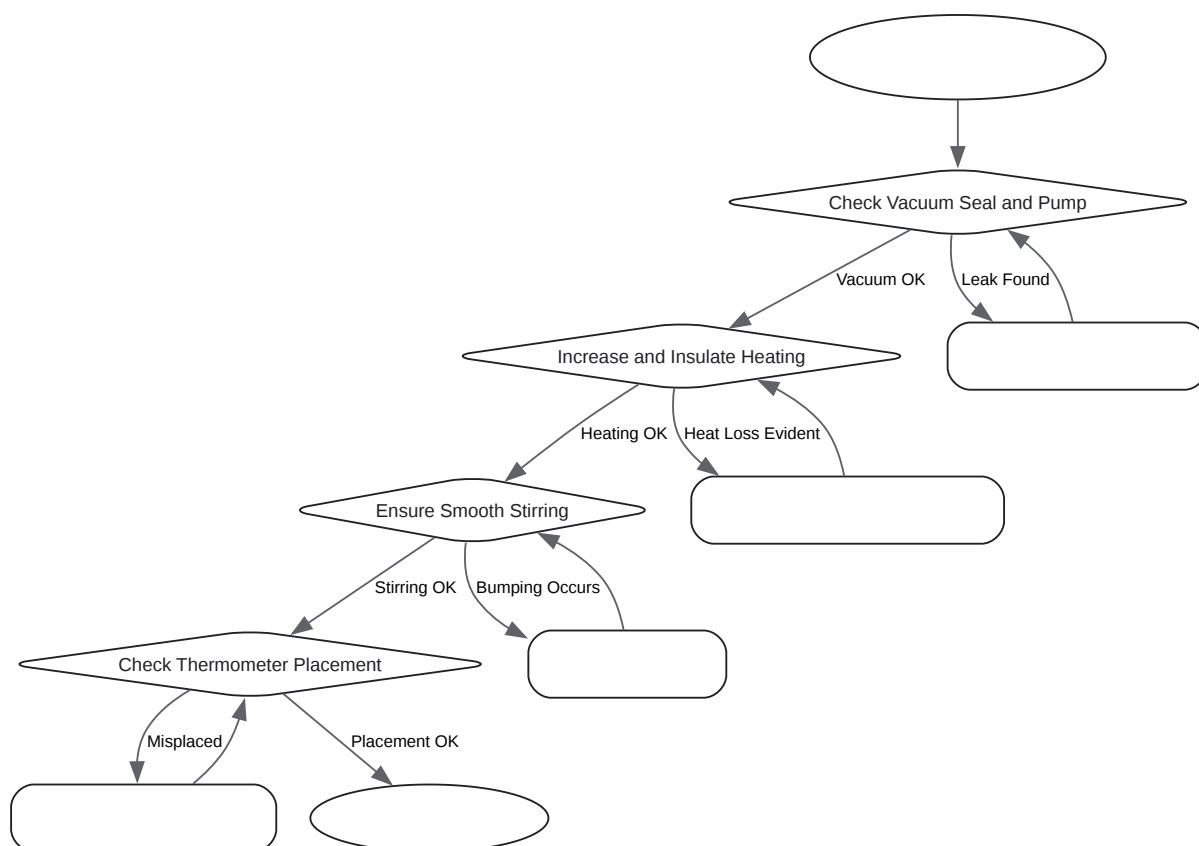 Check Vacuum Seal and Pump
Vacuum OK
Leak Found
Increase and Insulate Heating
Heating OK
Heat Loss Evident
Ensure Smooth Stirring
Stirring OK
Bumping Occurs
Check Thermometer Placement
Misplaced
Placement OK